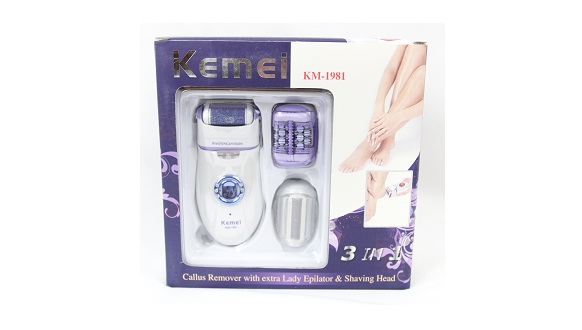 Kemei
KM-1981
Kemei
3 IN 1
Callus Remover with extra Lady Epilator & Shaving Head